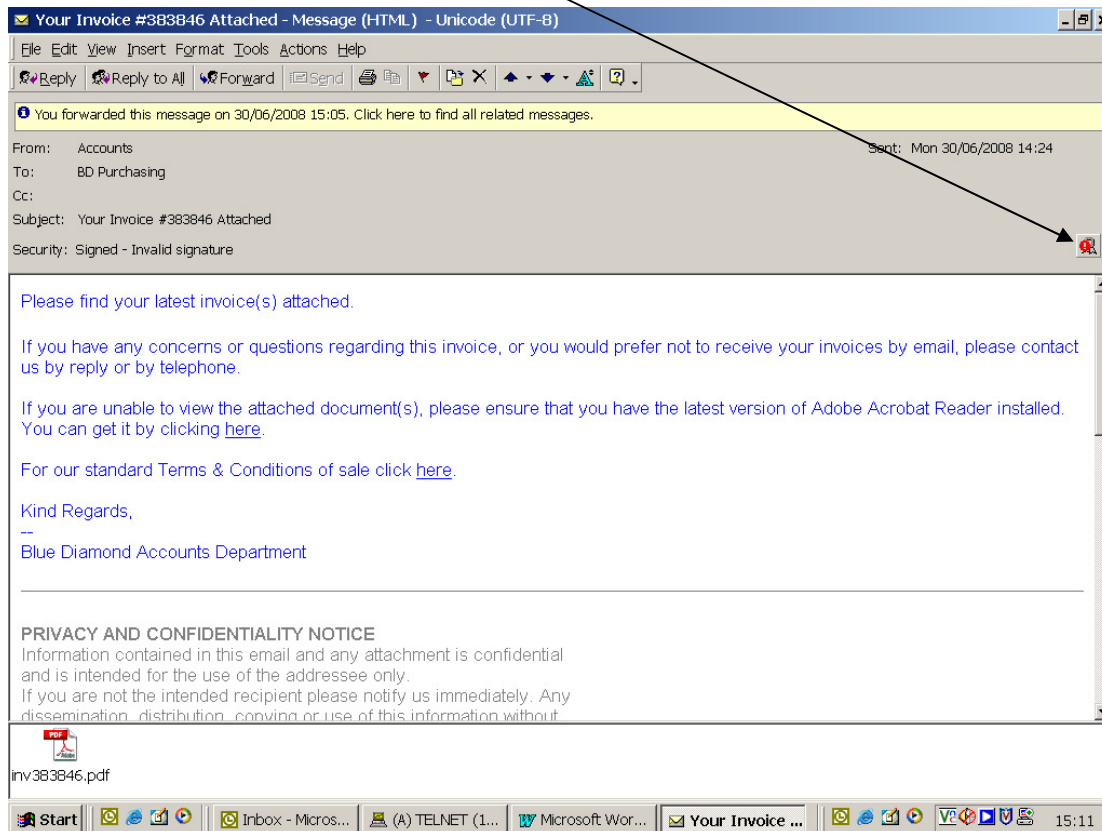 Your Invoice #383846 Attached - Message (HTML) - Unicode (UTF-8)
File Edit View Insert Format Tools Actions Help
Reply Reply to All Forward Send
You forwarded this message on 30/06/2008 15:05. Click here to find all related messages.
From: Accounts Sent: Mon 30/06/2008 14:24
To: BD Purchasing
Cc:
Subject: Your Invoice #383846 Attached
Security: Signed - Invalid signature
Please find your latest invoice(s) attached.
If you have any concerns or questions regarding this invoice, or you would prefer not to receive your invoices by email, please contact
us by reply or by telephone.
If you are unable to view the attached document(s), please ensure that you have the latest version of Adobe Acrobat Reader installed.
You can get it by clicking here.
For our standard Terms & Conditions of sale click here.
Kind Regards,
--
Blue Diamond Accounts Department
PRIVACY AND CONFIDENTIALITY NOTICE
Information contained in this email and any attachment is confidential
and is intended for the use of the addressee only.
If you are not the intended recipient please notify us immediately. Any
dissemination, distribution, copying or use of this information without
PDF
Adobe
inv383846.pdf
Start Inbox - Micros... (A) TELNET (1... Microsoft Wor... Your Invoice ... 15:11